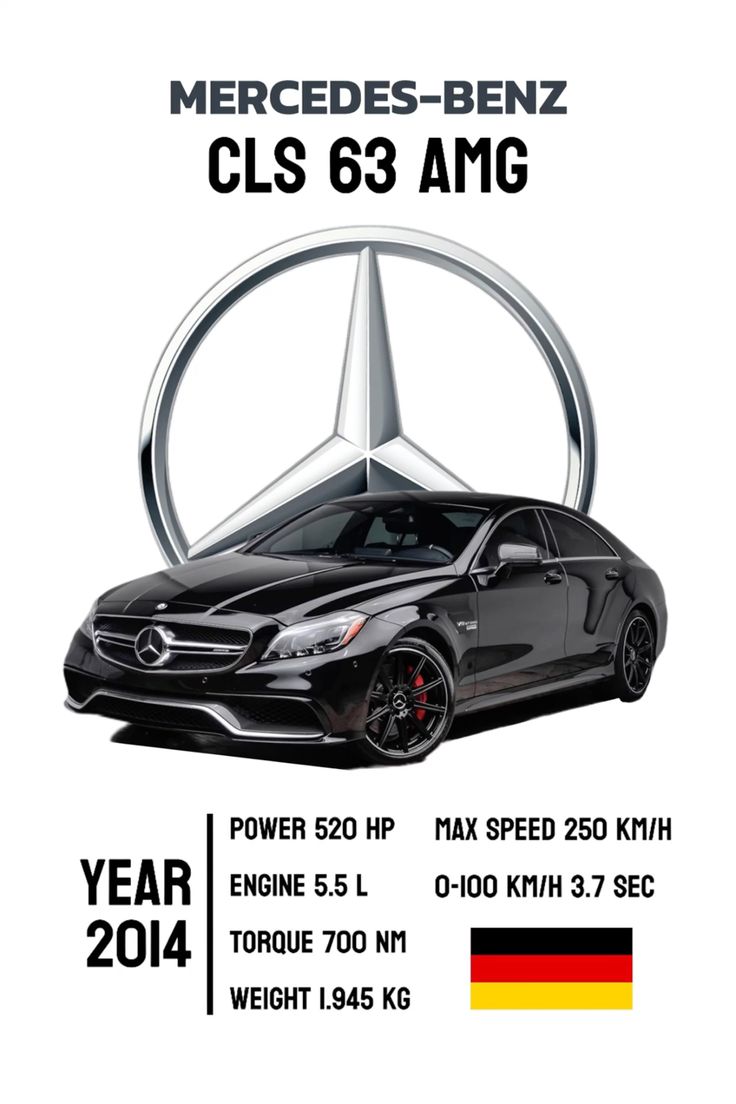 MERCEDES-BENZ
CLS 63 AMG
YEAR
2014
POWER 520 HP
ENGINE 5.5 L
TORQUE 700 NM
WEIGHT 1.945 KG
MAX SPEED 250 KM/H
0-100 KM/H 3.7 SEC